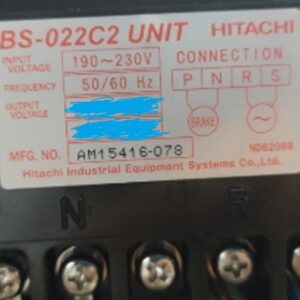 BS-022C2 UNIT HITACHI
INPUT VOLTAGE 190~230V CONNECTION
FREQUENCY 50/60 Hz P N R S
OUTPUT VOLTAGE BRAKE ~
MFG. NO. AM15416-078 ND62069
Hitachi Industrial Equipment Systems Co.,Ltd.
N P